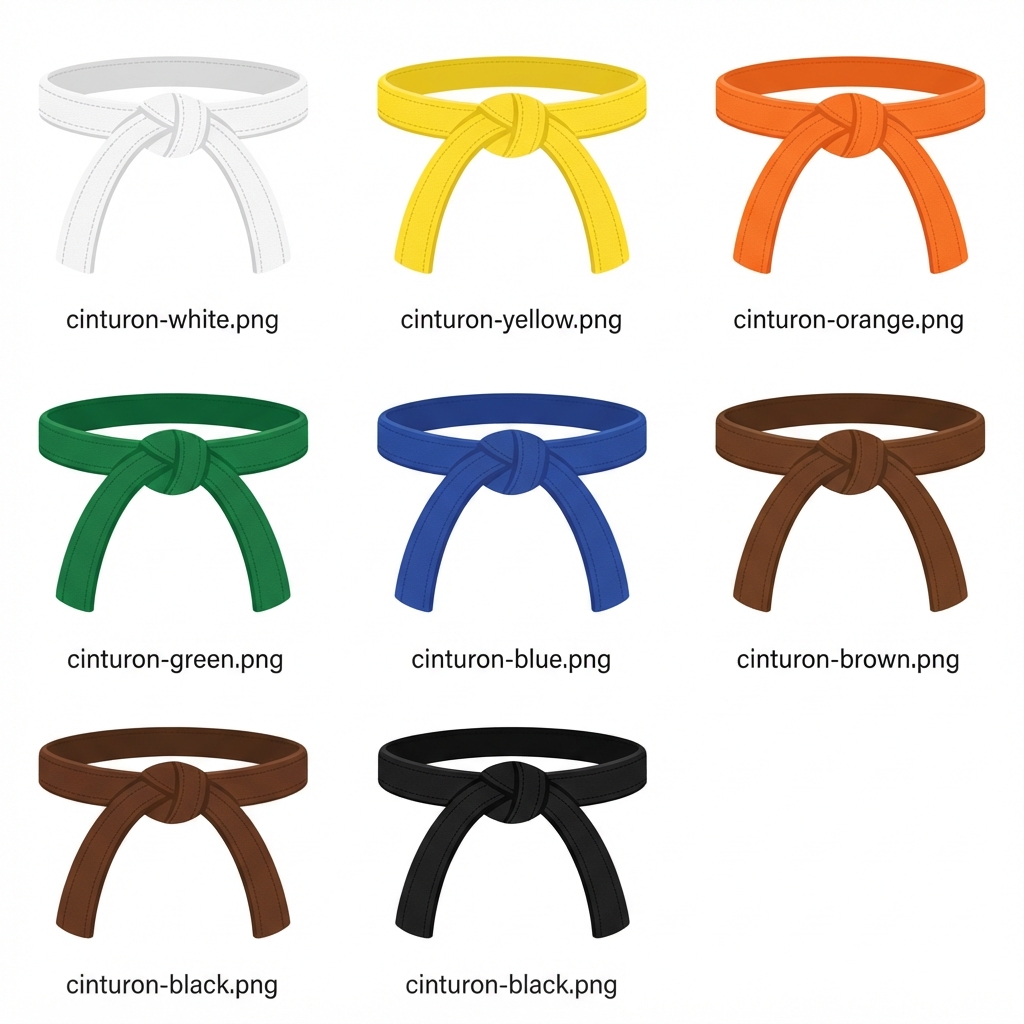 cinturon-white.png
cinturon-yellow.png
cinturon-orange.png
cinturon-green.png
cinturon-blue.png
cinturon-brown.png
cinturon-black.png
cinturon-black.png